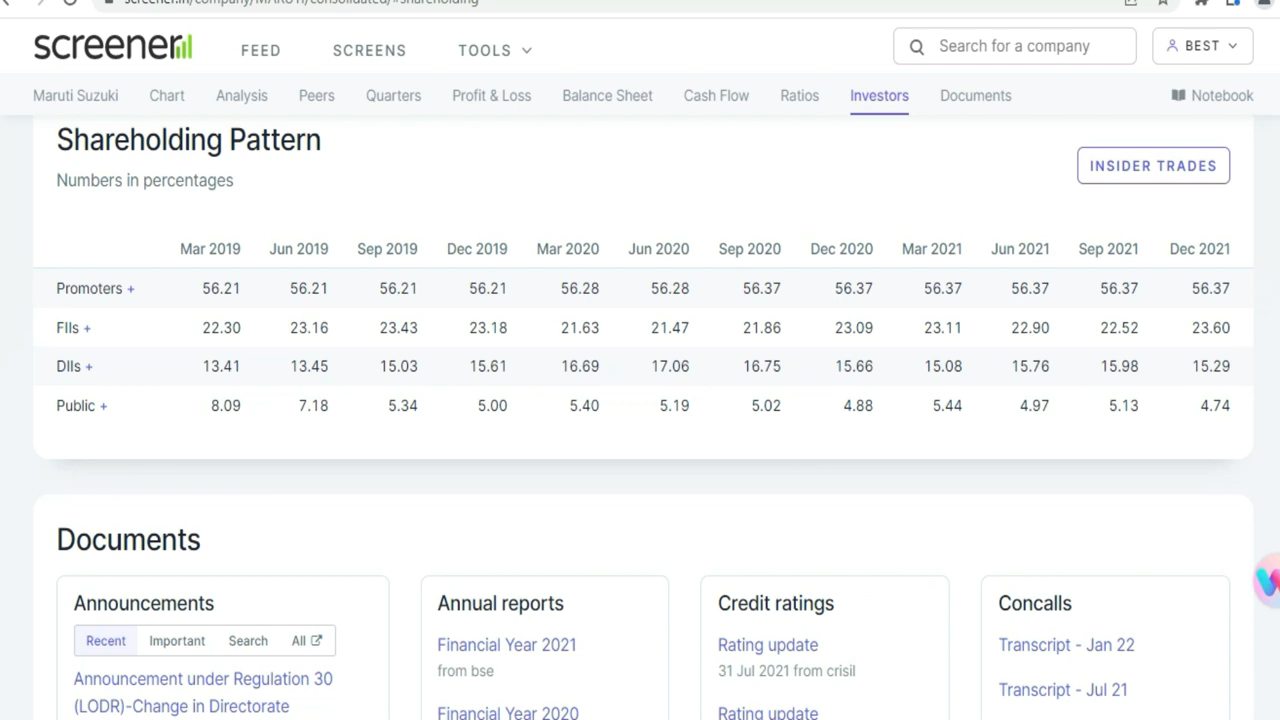 screener.in/company/MARUTI/consolidated/#shareholding
screener FEED SCREENS TOOLS Search for a company BEST
Maruti Suzuki Chart Analysis Peers Quarters Profit & Loss Balance Sheet Cash Flow Ratios Investors Documents Notebook
Shareholding Pattern
INSIDER TRADES
Numbers in percentages
Mar 2019 Jun 2019 Sep 2019 Dec 2019 Mar 2020 Jun 2020 Sep 2020 Dec 2020 Mar 2021 Jun 2021 Sep 2021 Dec 2021
Promoters + 56.21 56.21 56.21 56.21 56.28 56.28 56.37 56.37 56.37 56.37 56.37 56.37
FIIs + 22.30 23.16 23.43 23.18 21.63 21.47 21.86 23.09 23.11 22.90 22.52 23.60
DIIs + 13.41 13.45 15.03 15.61 16.69 17.06 16.75 15.66 15.08 15.76 15.98 15.29
Public + 8.09 7.18 5.34 5.00 5.40 5.19 5.02 4.88 5.44 4.97 5.13 4.74
Documents
Announcements
Recent Important Search All
Announcement under Regulation 30
(LODR)-Change in Directorate
Annual reports
Financial Year 2021
from bse
Financial Year 2020
Credit ratings
Rating update
31 Jul 2021 from crisil
Rating update
Concalls
Transcript - Jan 22
Transcript - Jul 21